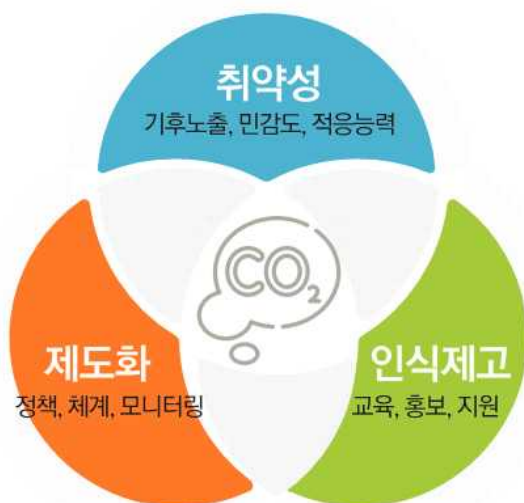 취약성
기후노출, 민감도, 적응능력
CO₂
제도화
정책, 체계, 모니터링
인식제고
교육, 홍보, 지원